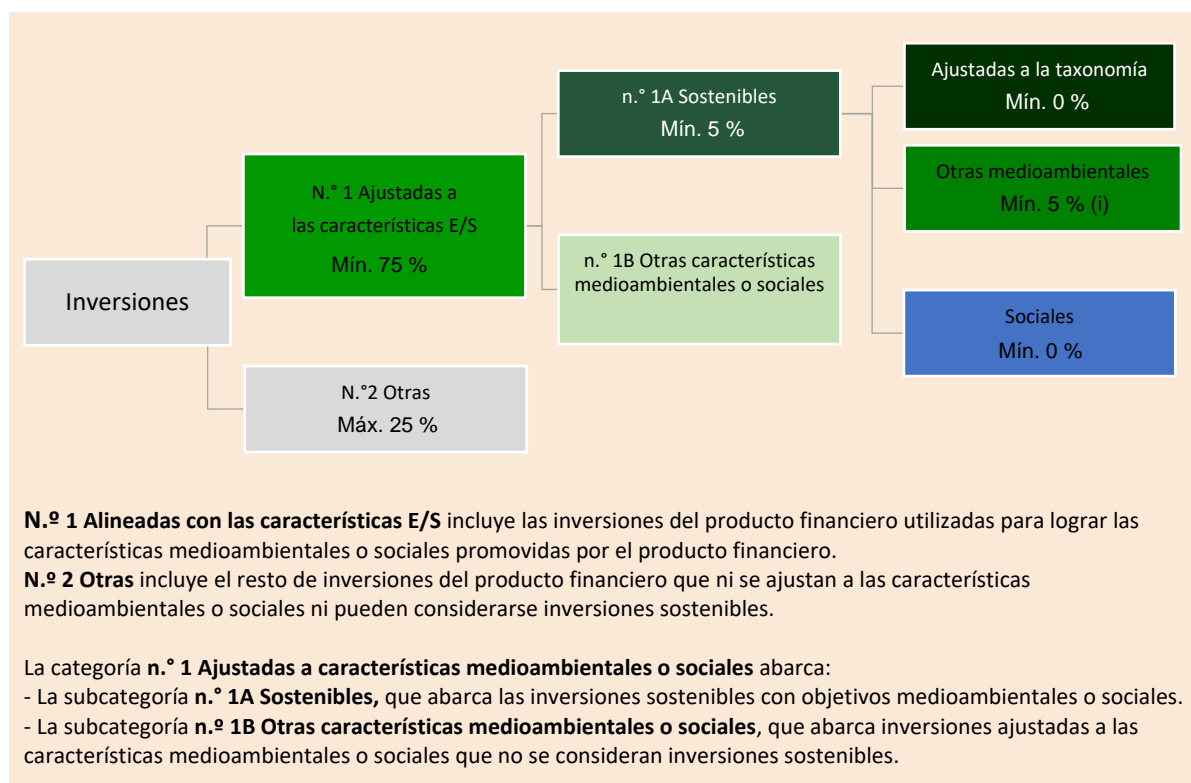 Inversiones
N.° 1 Ajustadas a
las características E/S
Mín. 75 %
N.°2 Otras
Máx. 25 %
n.° 1A Sostenibles
Mín. 5 %
n.° 1B Otras características
medioambientales o sociales
Ajustadas a la taxonomía
Mín. 0 %
Otras medioambientales
Mín. 5 % (i)
Sociales
Mín. 0 %
N.º 1 Alineadas con las características E/S incluye las inversiones del producto financiero utilizadas para lograr las
características medioambientales o sociales promovidas por el producto financiero.
N.º 2 Otras incluye el resto de inversiones del producto financiero que ni se ajustan a las características
medioambientales o sociales ni pueden considerarse inversiones sostenibles.
La categoría n.° 1 Ajustadas a características medioambientales o sociales abarca:
- La subcategoría n.° 1A Sostenibles, que abarca las inversiones sostenibles con objetivos medioambientales o sociales.
- La subcategoría n.º 1B Otras características medioambientales o sociales, que abarca inversiones ajustadas a las
características medioambientales o sociales que no se consideran inversiones sostenibles.